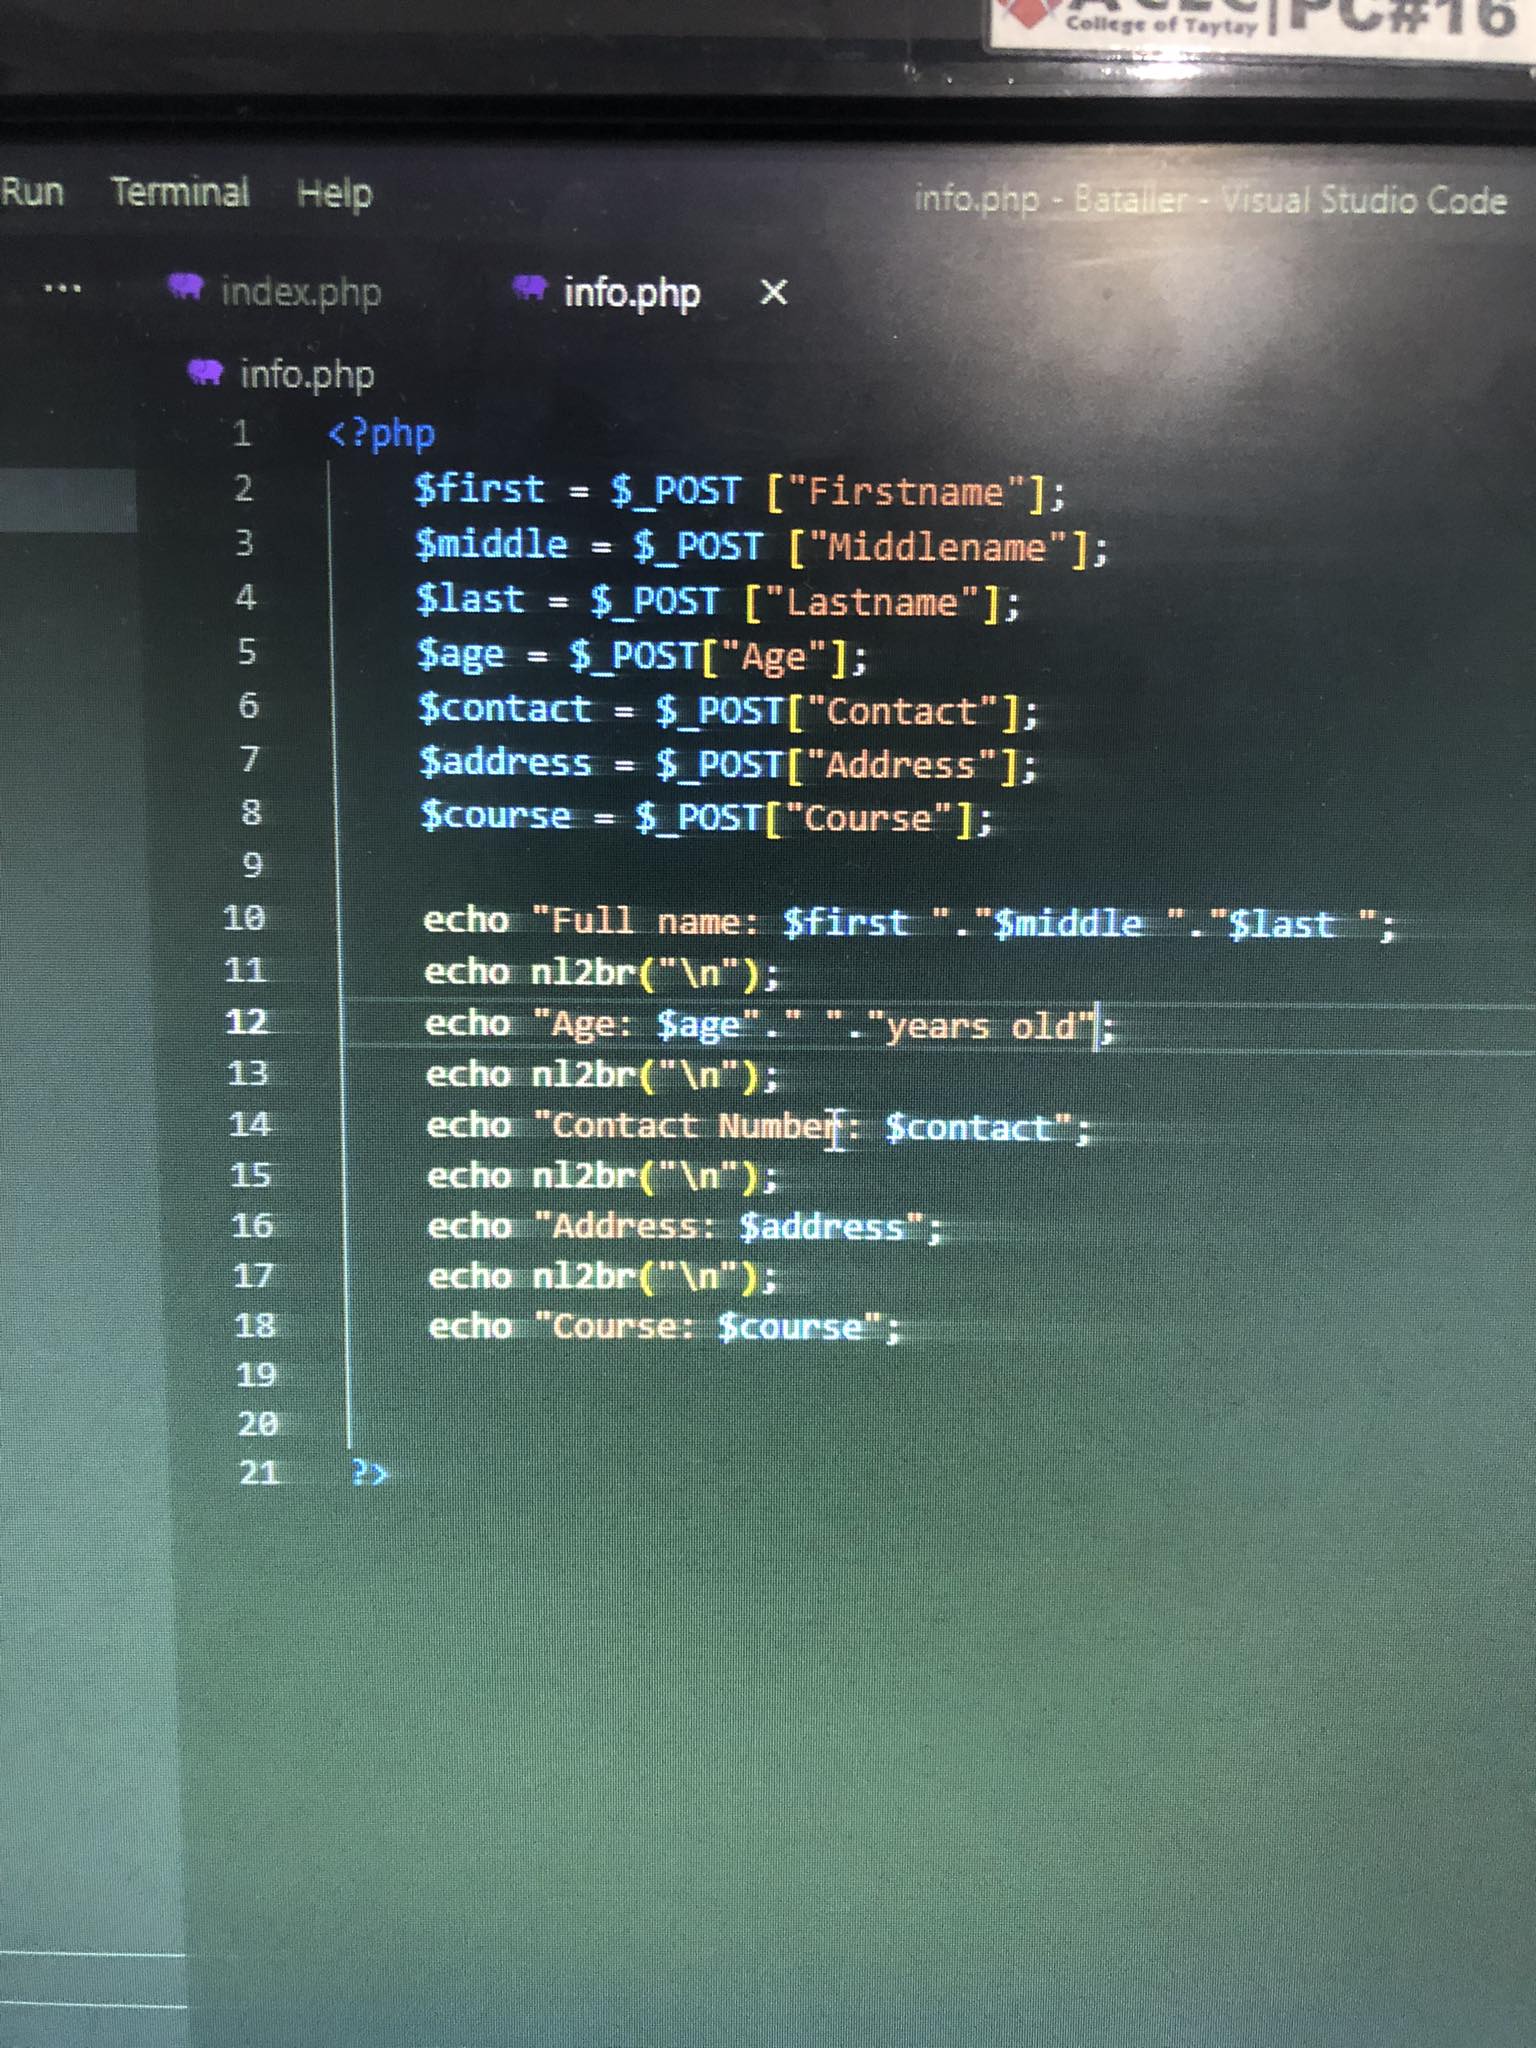 College of Taytay | PC#16
Run Terminal Help info.php - Bataller - Visual Studio Code
... index.php info.php ×
info.php
1 <?php
2 $first = $_POST ["Firstname"];
3 $middle = $_POST ["Middlename"];
4 $last = $_POST ["Lastname"];
5 $age = $_POST["Age"];
6 $contact = $_POST["Contact"];
7 $address = $_POST["Address"];
8 $course = $_POST["Course"];
9
10 echo "Full name: $first "."$middle "."$last ";
11 echo nl2br("\n");
12 echo "Age: $age"." "."years old";
13 echo nl2br("\n");
14 echo "Contact Number: $contact";
15 echo nl2br("\n");
16 echo "Address: $address";
17 echo nl2br("\n");
18 echo "Course: $course";
19
20
21 ?>